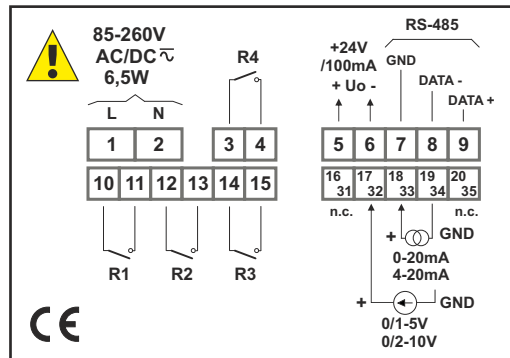 85-260V
AC/DC
6,5W
L N
R4
+24V
/100mA
+ Uo -
RS-485
GND
DATA -
DATA +
1 2 3 4 5 6 7 8 9
10 11 12 13 14 15
16 17 18 19 20
31 32 33 34 35
n.c. n.c.
R1 R2 R3
+ GND
0-20mA
4-20mA
+ GND
0/1-5V
0/2-10V
CE